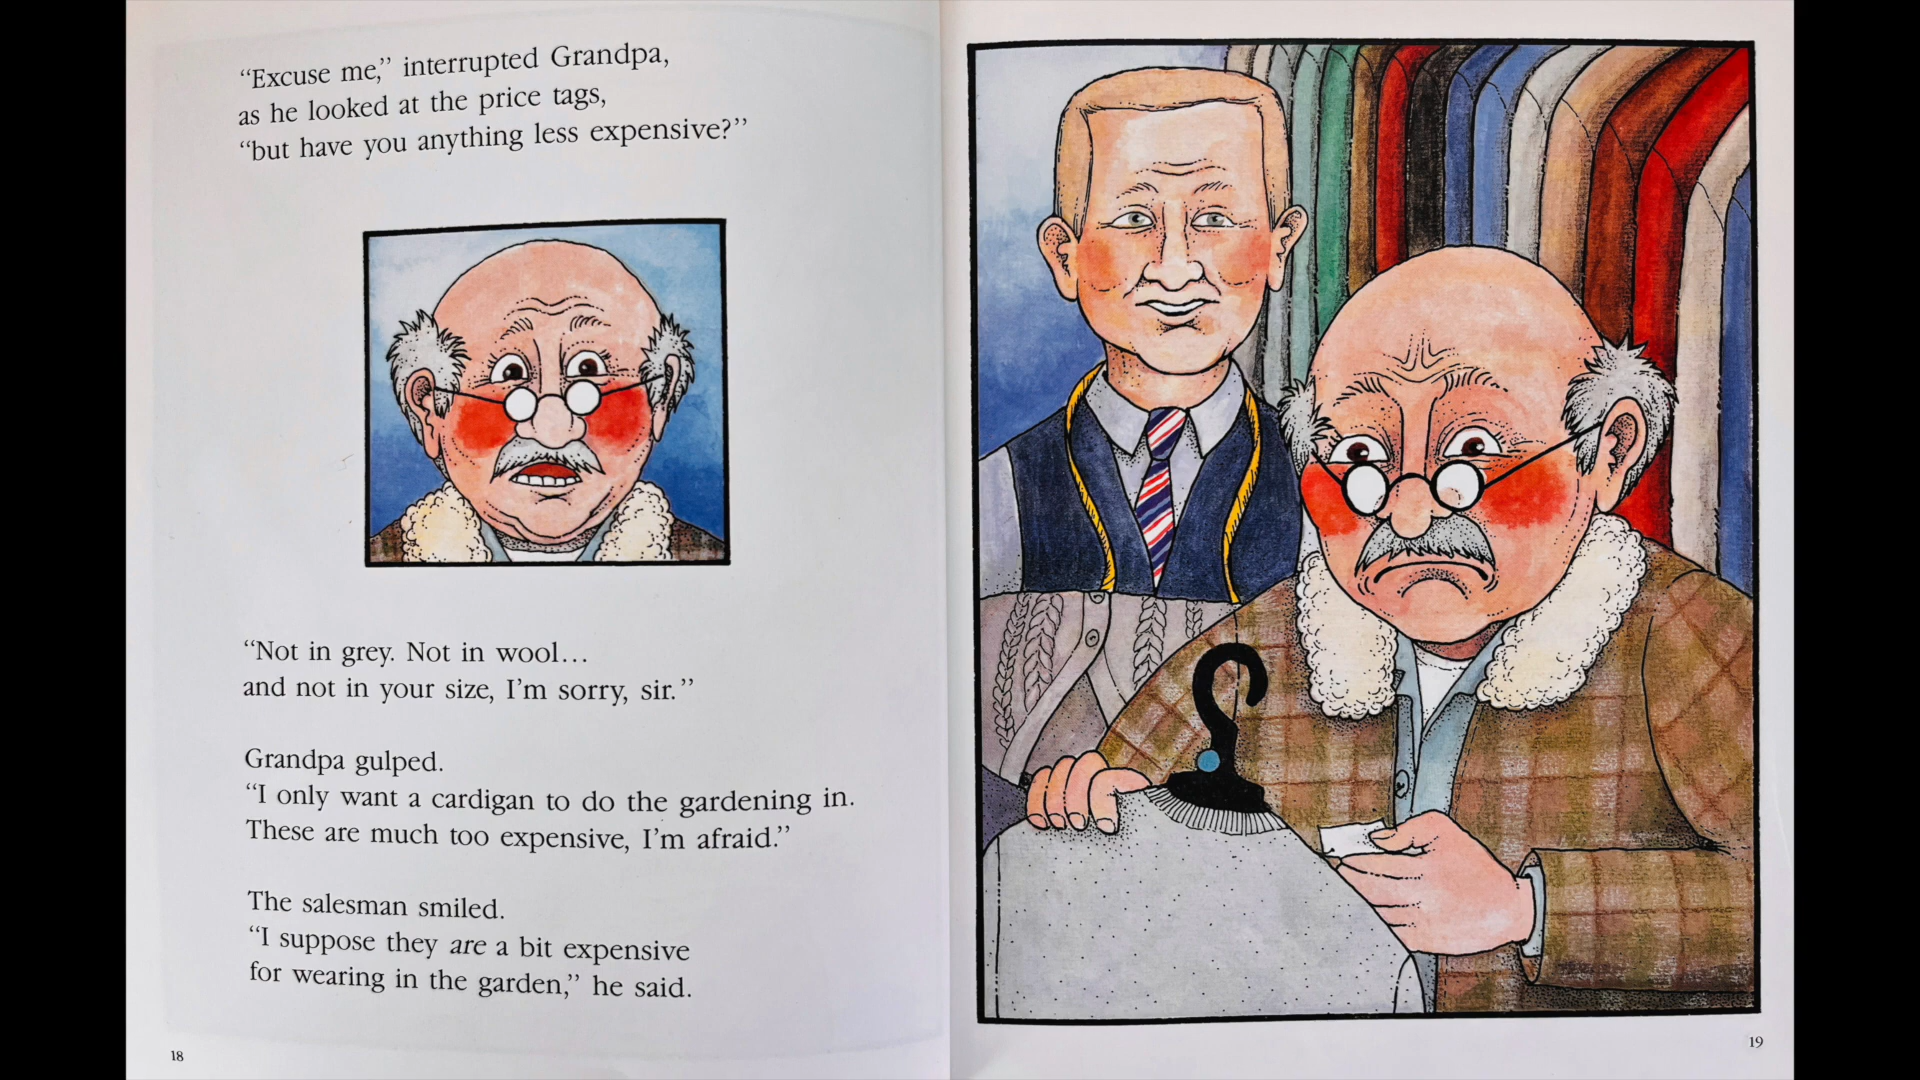 “Excuse me,” interrupted Grandpa,
as he looked at the price tags,
“but have you anything less expensive?”
“Not in grey. Not in wool...
and not in your size, I’m sorry, sir.”
Grandpa gulped.
“I only want a cardigan to do the gardening in.
These are much too expensive, I’m afraid.”
The salesman smiled.
“I suppose they are a bit expensive
for wearing in the garden,” he said.
18
19